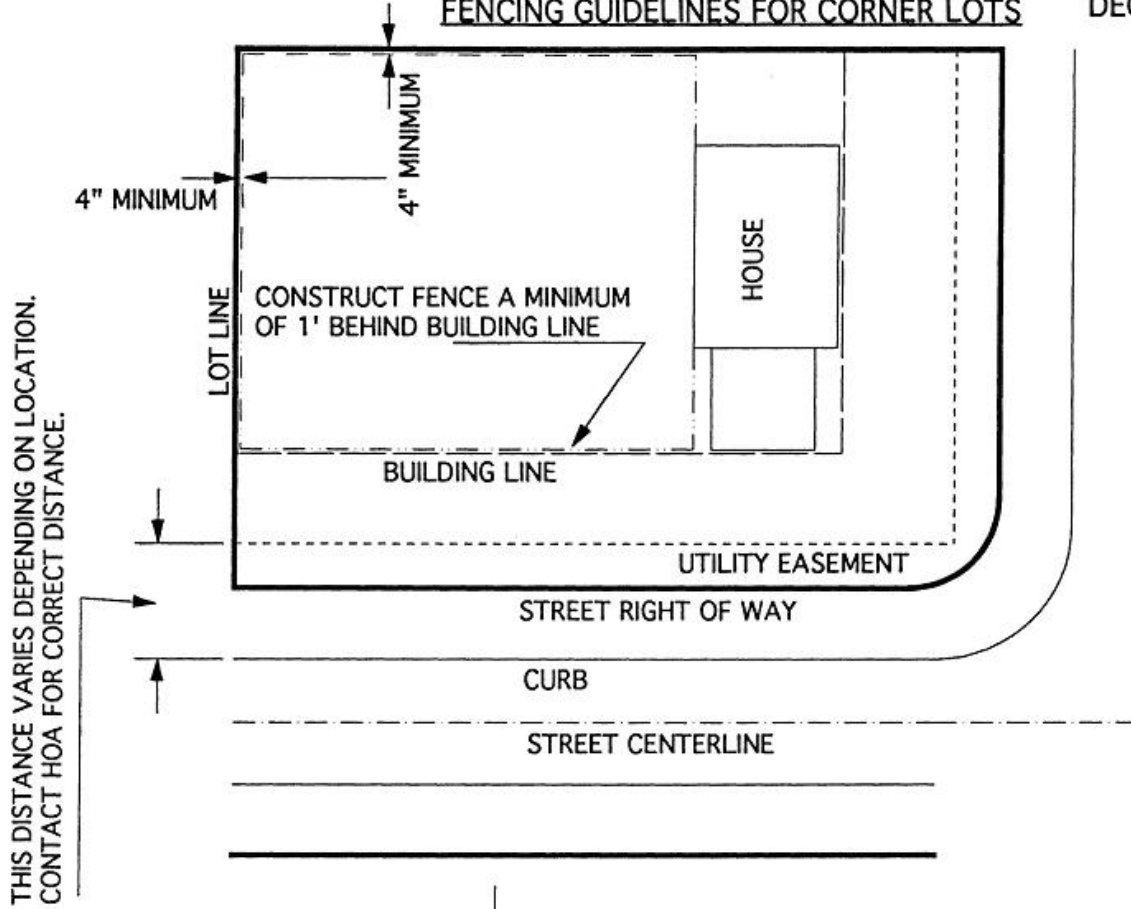 FENCING GUIDELINES FOR CORNER LOTS
4" MINIMUM
4" MINIMUM
HOUSE
CONSTRUCT FENCE A MINIMUM
OF 1' BEHIND BUILDING LINE
LOT LINE
BUILDING LINE
UTILITY EASEMENT
STREET RIGHT OF WAY
CURB
STREET CENTERLINE
THIS DISTANCE VARIES DEPENDING ON LOCATION.
CONTACT HOA FOR CORRECT DISTANCE.